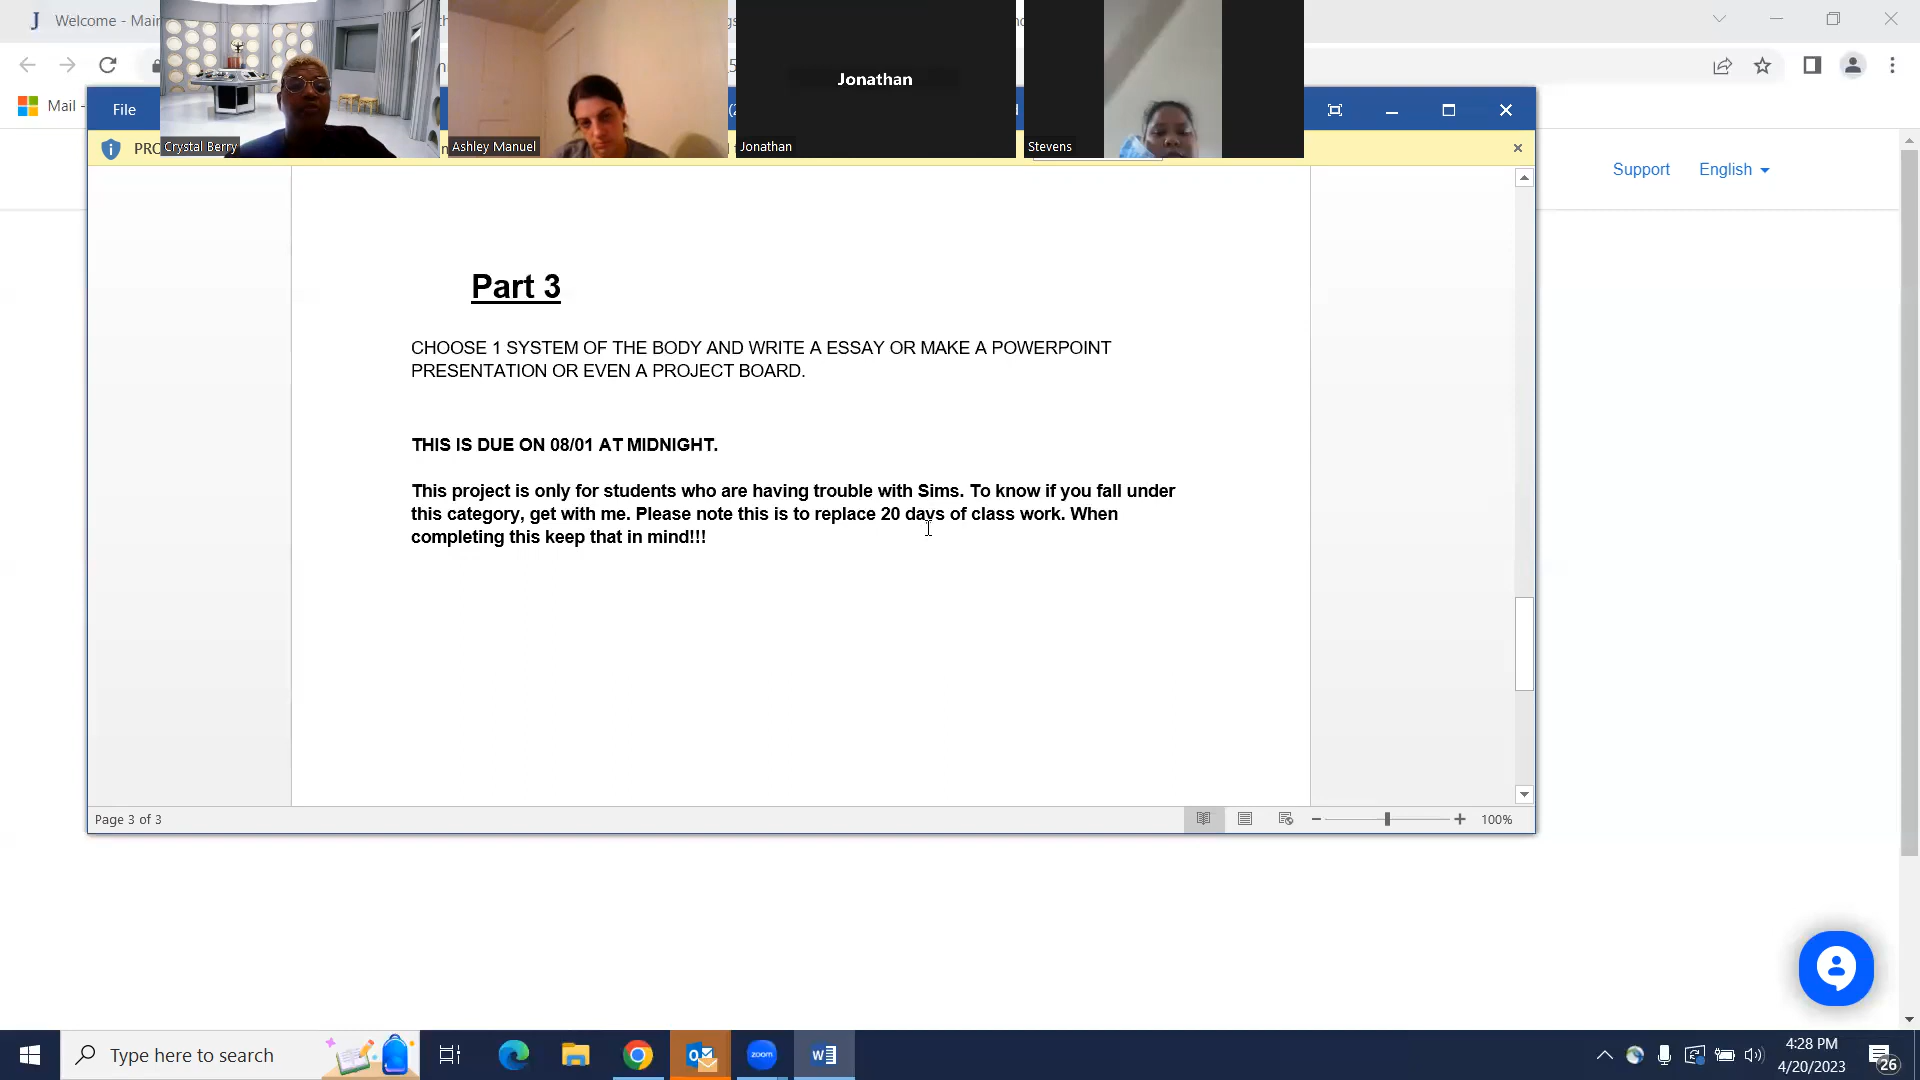 Welcome - Mai
Mail -
File
PRO
Crystal Berry
Ashley Manuel
Jonathan
Jonathan
Stevens
Support
English
Part 3
CHOOSE 1 SYSTEM OF THE BODY AND WRITE A ESSAY OR MAKE A POWERPOINT
PRESENTATION OR EVEN A PROJECT BOARD.
THIS IS DUE ON 08/01 AT MIDNIGHT.
This project is only for students who are having trouble with Sims. To know if you fall under
this category, get with me. Please note this is to replace 20 days of class work. When
completing this keep that in mind!!!
Page 3 of 3
100%
Type here to search
zoom
4:28 PM
4/20/2023
26